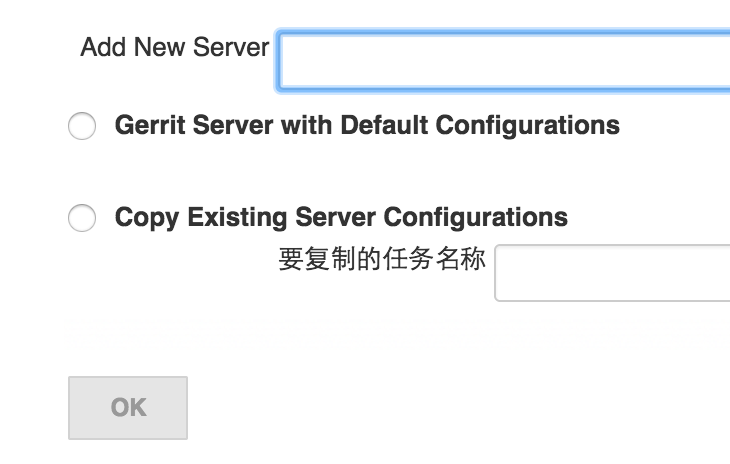 Add New Server
Gerrit Server with Default Configurations
Copy Existing Server Configurations
要复制的任务名称
OK